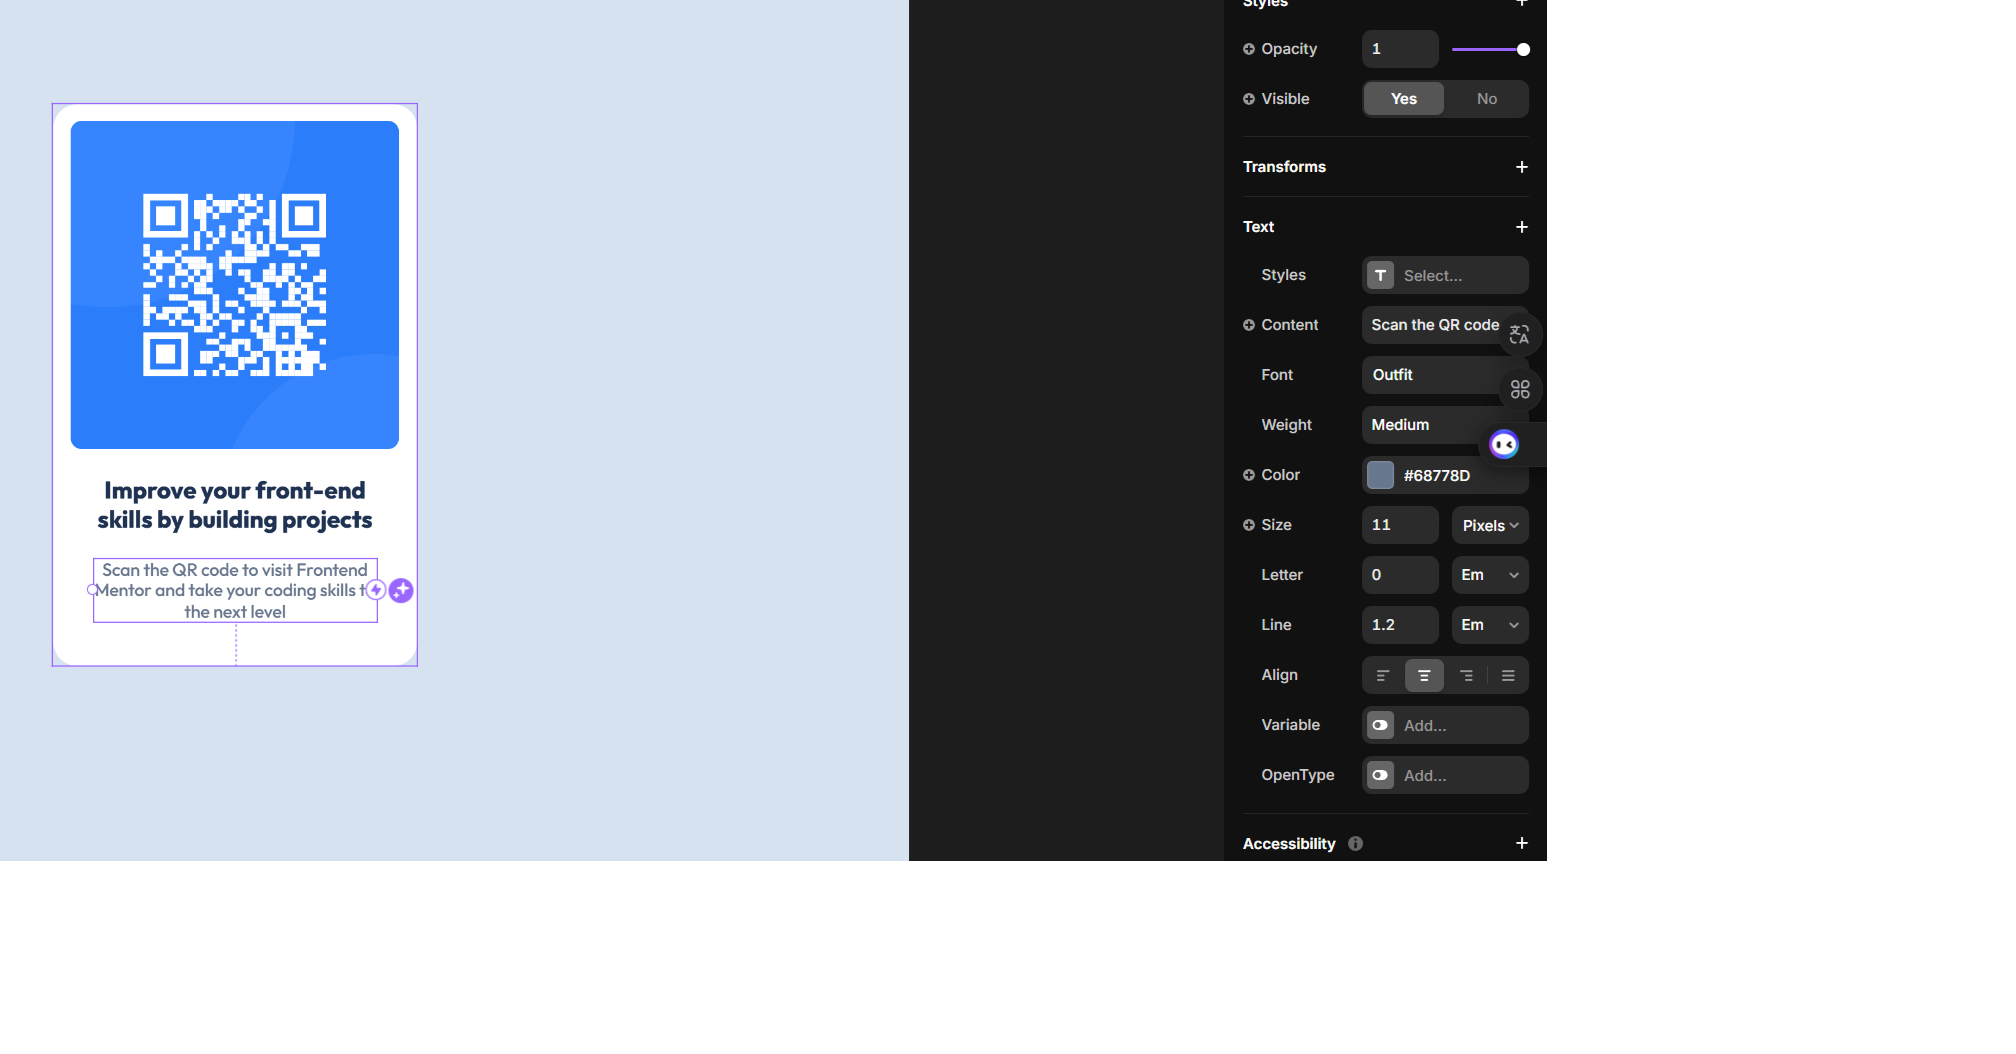 Improve your front-end
skills by building projects
Scan the QR code to visit Frontend
Mentor and take your coding skills
the next level
Styles
Opacity 1
Visible Yes No
Transforms
Text
Styles T Select...
Content Scan the QR code
Font Outfit
Weight Medium
Color #68778D
Size 11 Pixels
Letter 0 Em
Line 1.2 Em
Align
Variable Add...
OpenType Add...
Accessibility